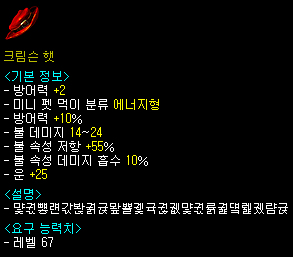 크림슨 햇
<기본 정보>
- 방어력 +2
- 미니 펫 먹이 분류 에너지형
- 방어력 +10%
- 불 데미지 14~24
- 불 속성 저항 +55%
- 불 속성 데미지 흡수 10%
- 운 +25
<설명>
-
<요구 능력치>
- 레벨 67